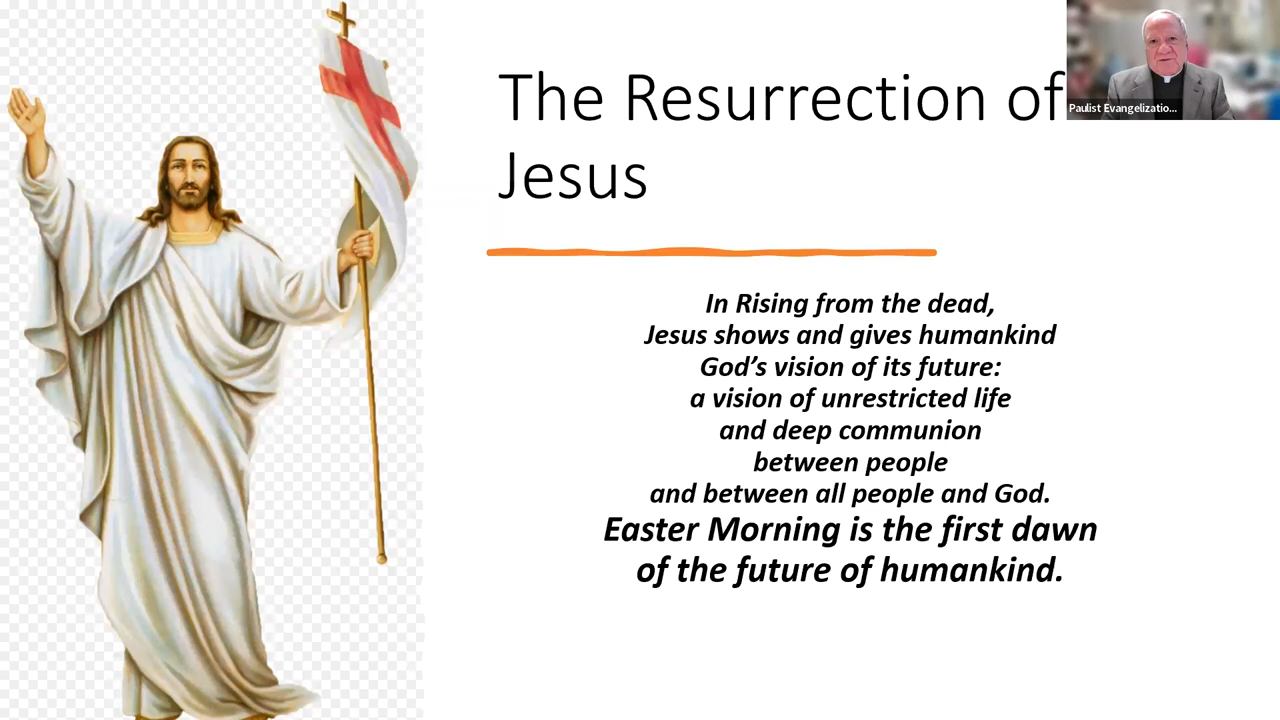 The Resurrection of
Jesus
Paulist Evangelizatio...
In Rising from the dead,
Jesus shows and gives humankind
God's vision of its future:
a vision of unrestricted life
and deep communion
between people
and between all people and God.
Easter Morning is the first dawn
of the future of humankind.